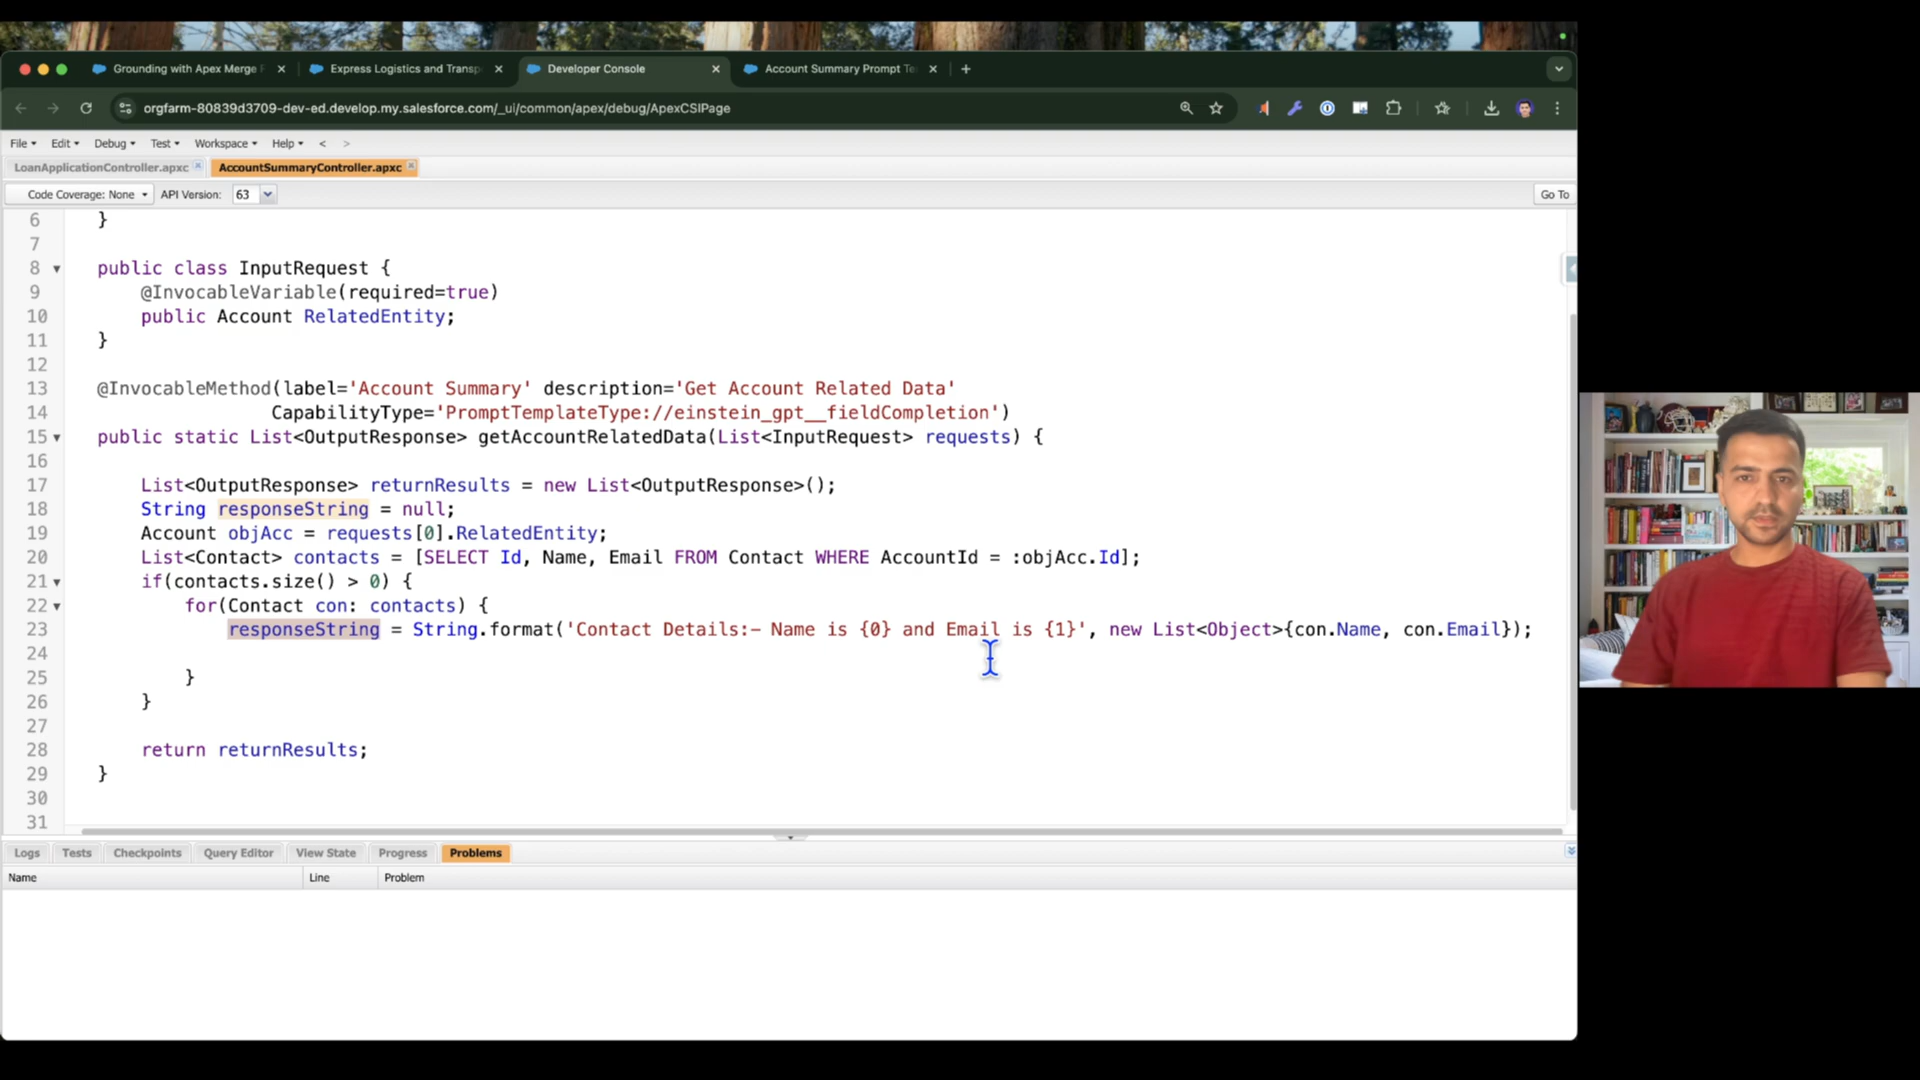 Grounding with Apex Merge F
Express Logistics and Transp
Developer Console
Account Summary Prompt Te
orgfarm-80839d3709-dev-ed.develop.my.salesforce.com/_ui/common/apex/debug/ApexCSIPage
File Edit Debug Test Workspace Help < >
LoanApplicationController.apxc AccountSummaryController.apxc
Code Coverage: None API Version: 63 Go To
6 }
7
8 public class InputRequest {
9 @InvocableVariable(required=true)
10 public Account RelatedEntity;
11 }
12
13 @InvocableMethod(label='Account Summary' description='Get Account Related Data'
14 CapabilityType='PromptTemplateType://einstein_gpt__fieldCompletion')
15 public static List<OutputResponse> getAccountRelatedData(List<InputRequest> requests) {
16
17 List<OutputResponse> returnResults = new List<OutputResponse>();
18 String responseString = null;
19 Account objAcc = requests[0].RelatedEntity;
20 List<Contact> contacts = [SELECT Id, Name, Email FROM Contact WHERE AccountId = :objAcc.Id];
21 if(contacts.size() > 0) {
22 for(Contact con: contacts) {
23 responseString = String.format('Contact Details:- Name is {0} and Email is {1}', new List<Object>{con.Name, con.Email});
24
25 }
26 }
27
28 return returnResults;
29 }
30
31
Logs Tests Checkpoints Query Editor View State Progress Problems
Name Line Problem